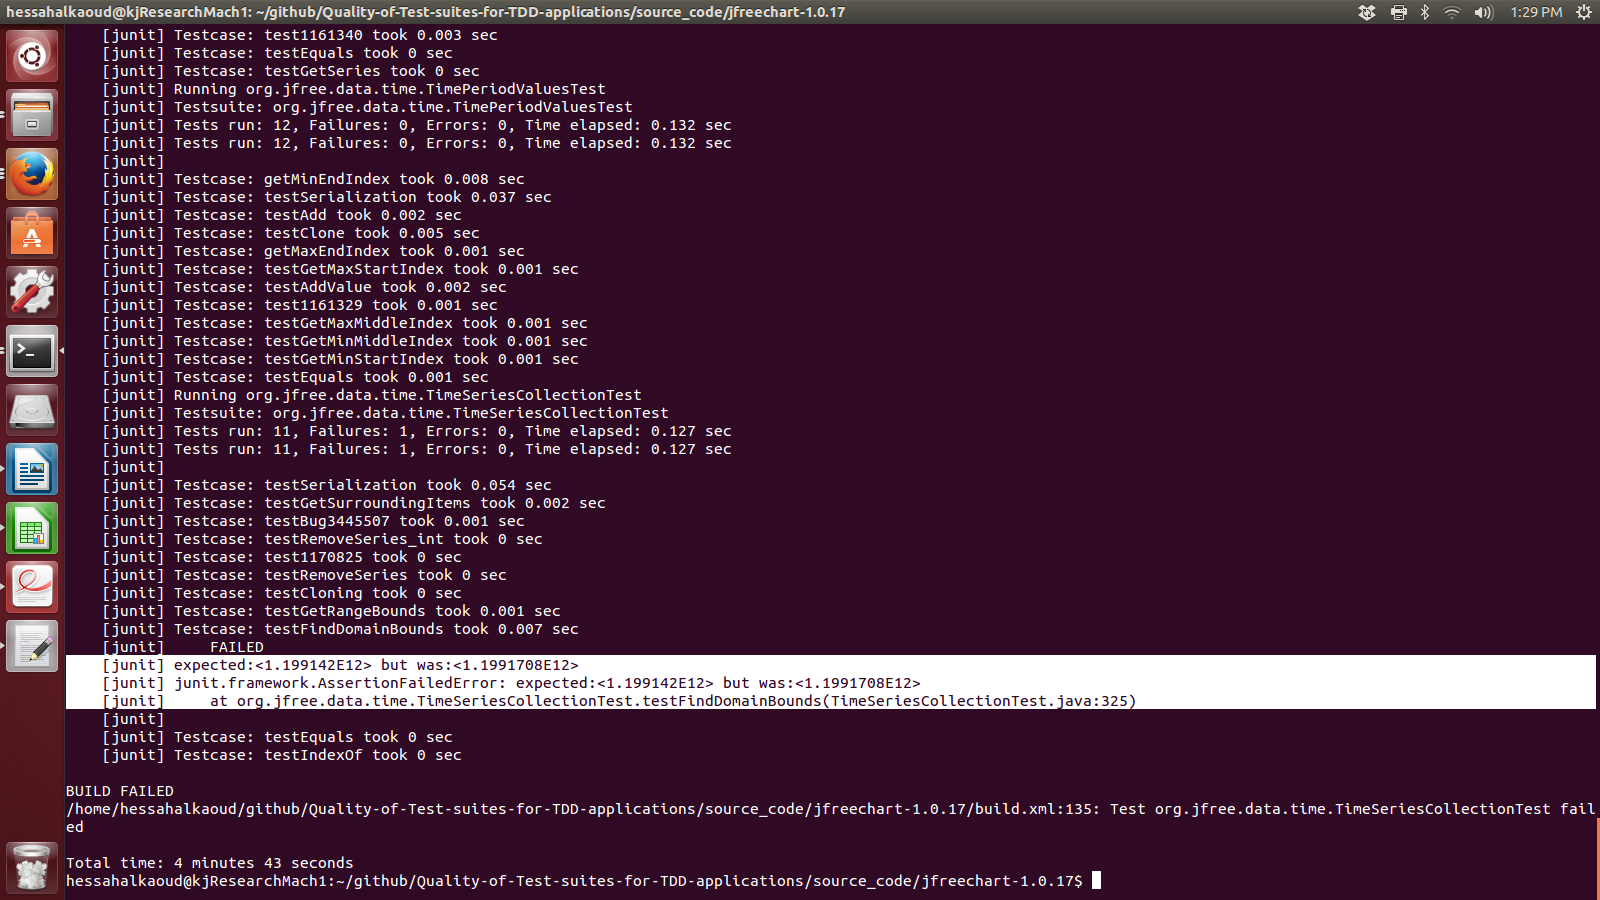 hessahalkaoud@kjResearchMach1: ~/github/Quality-of-Test-suites-for-TDD-applications/source_code/jfreechart-1.0.17
1:29 PM
[junit] Testcase: test1161340 took 0.003 sec
[junit] Testcase: testEquals took 0 sec
[junit] Testcase: testGetSeries took 0 sec
[junit] Running org.jfree.data.time.TimePeriodValuesTest
[junit] Testsuite: org.jfree.data.time.TimePeriodValuesTest
[junit] Tests run: 12, Failures: 0, Errors: 0, Time elapsed: 0.132 sec
[junit] Tests run: 12, Failures: 0, Errors: 0, Time elapsed: 0.132 sec
[junit]
[junit] Testcase: getMinEndIndex took 0.008 sec
[junit] Testcase: testSerialization took 0.037 sec
[junit] Testcase: testAdd took 0.002 sec
[junit] Testcase: testClone took 0.005 sec
[junit] Testcase: getMaxEndIndex took 0.001 sec
[junit] Testcase: testGetMaxStartIndex took 0.001 sec
[junit] Testcase: testAddValue took 0.002 sec
[junit] Testcase: test1161329 took 0.001 sec
[junit] Testcase: testGetMaxMiddleIndex took 0.001 sec
[junit] Testcase: testGetMinMiddleIndex took 0.001 sec
[junit] Testcase: testGetMinStartIndex took 0.001 sec
[junit] Testcase: testEquals took 0.001 sec
[junit] Running org.jfree.data.time.TimeSeriesCollectionTest
[junit] Testsuite: org.jfree.data.time.TimeSeriesCollectionTest
[junit] Tests run: 11, Failures: 1, Errors: 0, Time elapsed: 0.127 sec
[junit] Tests run: 11, Failures: 1, Errors: 0, Time elapsed: 0.127 sec
[junit]
[junit] Testcase: testSerialization took 0.054 sec
[junit] Testcase: testGetSurroundingItems took 0.002 sec
[junit] Testcase: testBug3445507 took 0.001 sec
[junit] Testcase: testRemoveSeries_int took 0 sec
[junit] Testcase: test1170825 took 0 sec
[junit] Testcase: testRemoveSeries took 0 sec
[junit] Testcase: testCloning took 0 sec
[junit] Testcase: testGetRangeBounds took 0.001 sec
[junit] Testcase: testFindDomainBounds took 0.007 sec
[junit]     FAILED
[junit] expected:<1.199142E12> but was:<1.1991708E12>
[junit] junit.framework.AssertionFailedError: expected:<1.199142E12> but was:<1.1991708E12>
[junit]     at org.jfree.data.time.TimeSeriesCollectionTest.testFindDomainBounds(TimeSeriesCollectionTest.java:325)
[junit]
[junit] Testcase: testEquals took 0 sec
[junit] Testcase: testIndexOf took 0 sec
BUILD FAILED
/home/hessahalkaoud/github/Quality-of-Test-suites-for-TDD-applications/source_code/jfreechart-1.0.17/build.xml:135: Test org.jfree.data.time.TimeSeriesCollectionTest fail
ed
Total time: 4 minutes 43 seconds
hessahalkaoud@kjResearchMach1:~/github/Quality-of-Test-suites-for-TDD-applications/source_code/jfreechart-1.0.17$